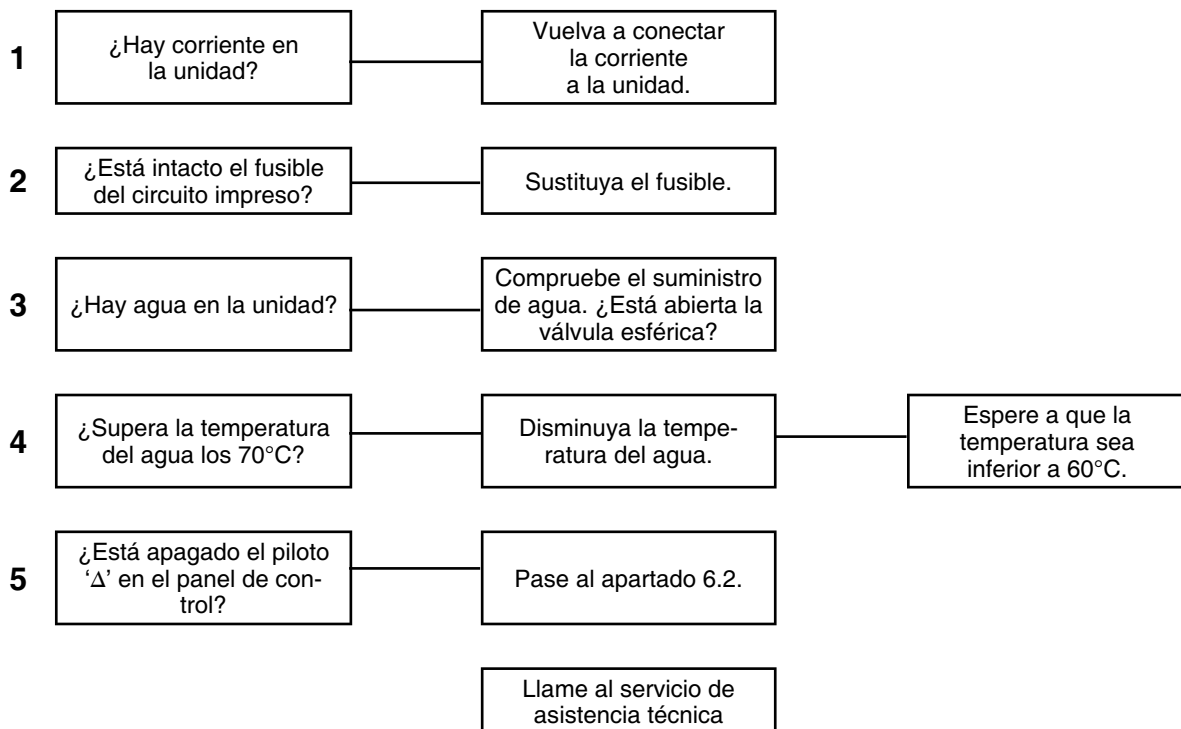 1
¿Hay corriente en
la unidad?
Vuelva a conectar
la corriente
a la unidad.
2
¿Está intacto el fusible
del circuito impreso?
Sustituya el fusible.
3
¿Hay agua en la unidad?
Compruebe el suministro
de agua. ¿Está abierta la
válvula esférica?
4
¿Supera la temperatura
del agua los 70°C?
Disminuya la tempe-
ratura del agua.
Espere a que la
temperatura sea
inferior a 60°C.
5
¿Está apagado el piloto
‘Δ’ en el panel de con-
trol?
Pase al apartado 6.2.
Llame al servicio de
asistencia técnica